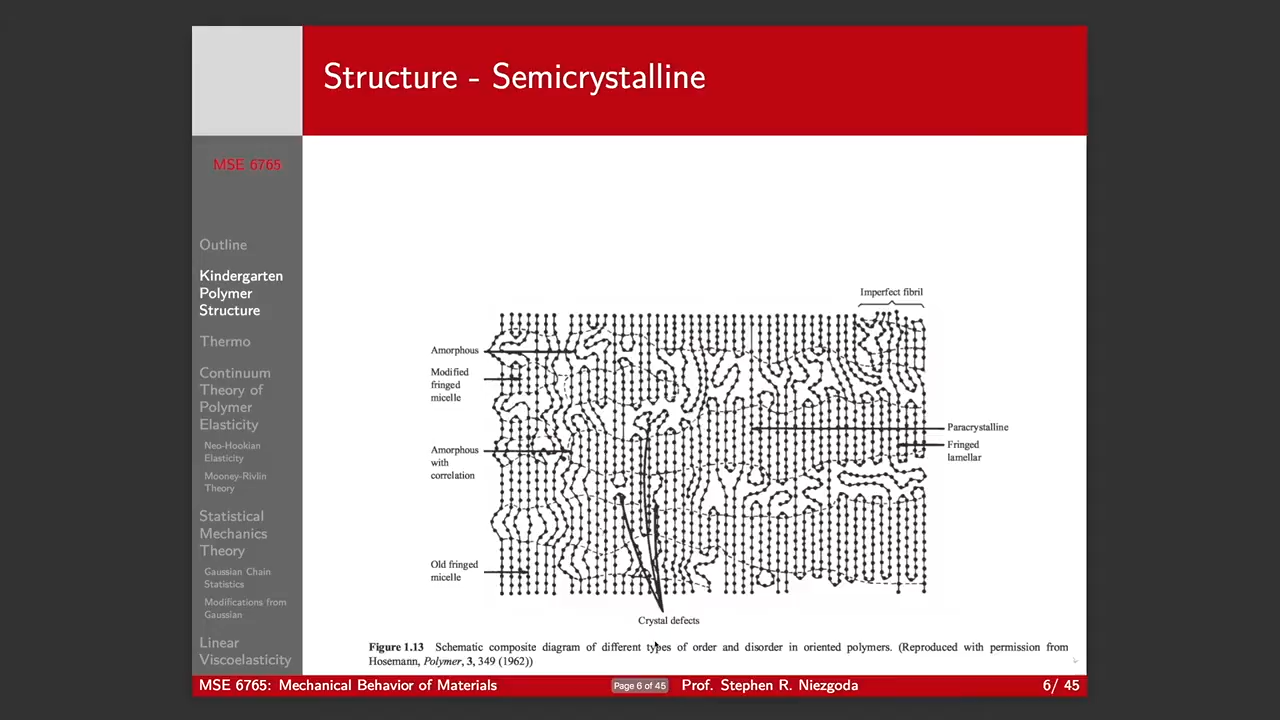 Structure - Semicrystalline
MSE 6765
Outline
Kindergarten
Polymer
Structure
Thermo
Continuum
Theory of
Polymer
Elasticity
Neo-Hookian
Elasticity
Mooney-Rivlin
Theory
Statistical
Mechanics
Theory
Gaussian Chain
Statistics
Modifications from
Gaussian
Linear
Viscoelasticity
Imperfect fibril
Amorphous
Modified
fringed
micelle
Amorphous
with
correlation
Old fringed
micelle
Paracrystalline
Fringed
lamellar
Crystal defects
Figure 1.13 Schematic composite diagram of different types of order and disorder in oriented polymers. (Reproduced with permission from
Hosemann, Polymer, 3, 349 (1962))
MSE 6765: Mechanical Behavior of Materials
Page 6 of 45
Prof. Stephen R. Niezgoda
6/ 45